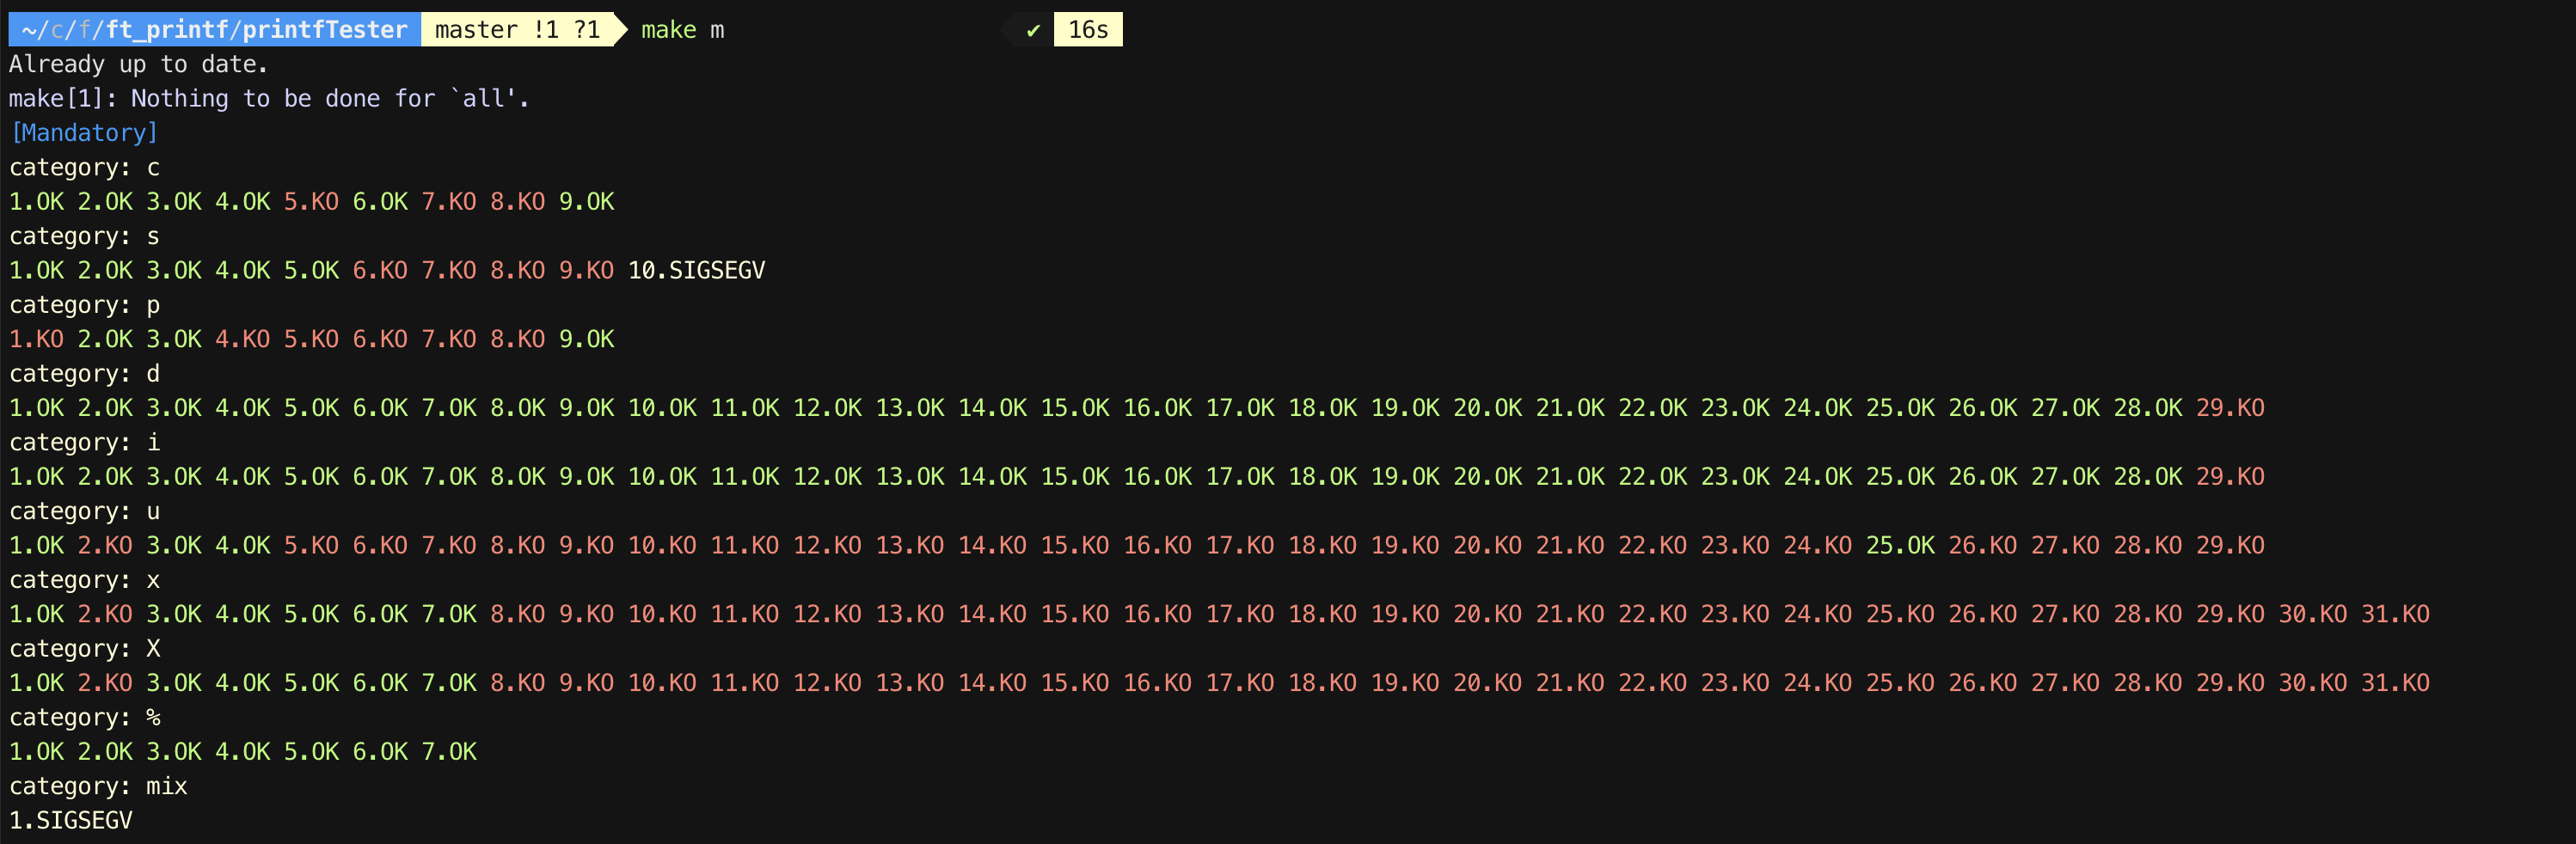 ~/c/f/ft_printf/printfTester master !1 ?1 make m ✔ 16s
Already up to date.
make[1]: Nothing to be done for `all'.
[Mandatory]
category: c
1.OK 2.OK 3.OK 4.OK 5.KO 6.OK 7.KO 8.KO 9.OK
category: s
1.OK 2.OK 3.OK 4.OK 5.OK 6.KO 7.KO 8.KO 9.KO 10.SIGSEGV
category: p
1.KO 2.OK 3.OK 4.KO 5.KO 6.KO 7.KO 8.KO 9.OK
category: d
1.OK 2.OK 3.OK 4.OK 5.OK 6.OK 7.OK 8.OK 9.OK 10.OK 11.OK 12.OK 13.OK 14.OK 15.OK 16.OK 17.OK 18.OK 19.OK 20.OK 21.OK 22.OK 23.OK 24.OK 25.OK 26.OK 27.OK 28.OK 29.KO
category: i
1.OK 2.OK 3.OK 4.OK 5.OK 6.OK 7.OK 8.OK 9.OK 10.OK 11.OK 12.OK 13.OK 14.OK 15.OK 16.OK 17.OK 18.OK 19.OK 20.OK 21.OK 22.OK 23.OK 24.OK 25.OK 26.OK 27.OK 28.OK 29.KO
category: u
1.OK 2.KO 3.OK 4.OK 5.KO 6.KO 7.KO 8.KO 9.KO 10.KO 11.KO 12.KO 13.KO 14.KO 15.KO 16.KO 17.KO 18.KO 19.KO 20.KO 21.KO 22.KO 23.KO 24.KO 25.OK 26.KO 27.KO 28.KO 29.KO
category: x
1.OK 2.KO 3.OK 4.OK 5.OK 6.OK 7.OK 8.KO 9.KO 10.KO 11.KO 12.KO 13.KO 14.KO 15.KO 16.KO 17.KO 18.KO 19.KO 20.KO 21.KO 22.KO 23.KO 24.KO 25.KO 26.KO 27.KO 28.KO 29.KO 30.KO 31.KO
category: X
1.OK 2.KO 3.OK 4.OK 5.OK 6.OK 7.OK 8.KO 9.KO 10.KO 11.KO 12.KO 13.KO 14.KO 15.KO 16.KO 17.KO 18.KO 19.KO 20.KO 21.KO 22.KO 23.KO 24.KO 25.KO 26.KO 27.KO 28.KO 29.KO 30.KO 31.KO
category: %
1.OK 2.OK 3.OK 4.OK 5.OK 6.OK 7.OK
category: mix
1.SIGSEGV